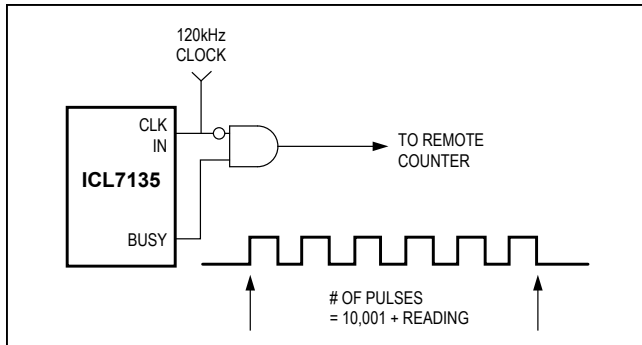 120kHz
CLOCK
CLK
IN
ICL7135
BUSY
TO REMOTE
COUNTER
# OF PULSES
= 10,001 + READING